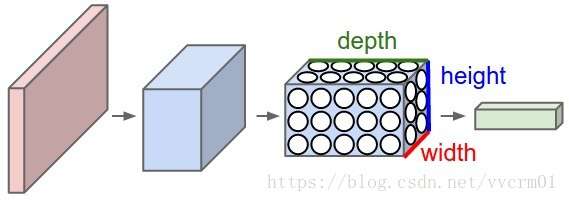 depth
height
width
https://blog.csdn.net/vvcrm01